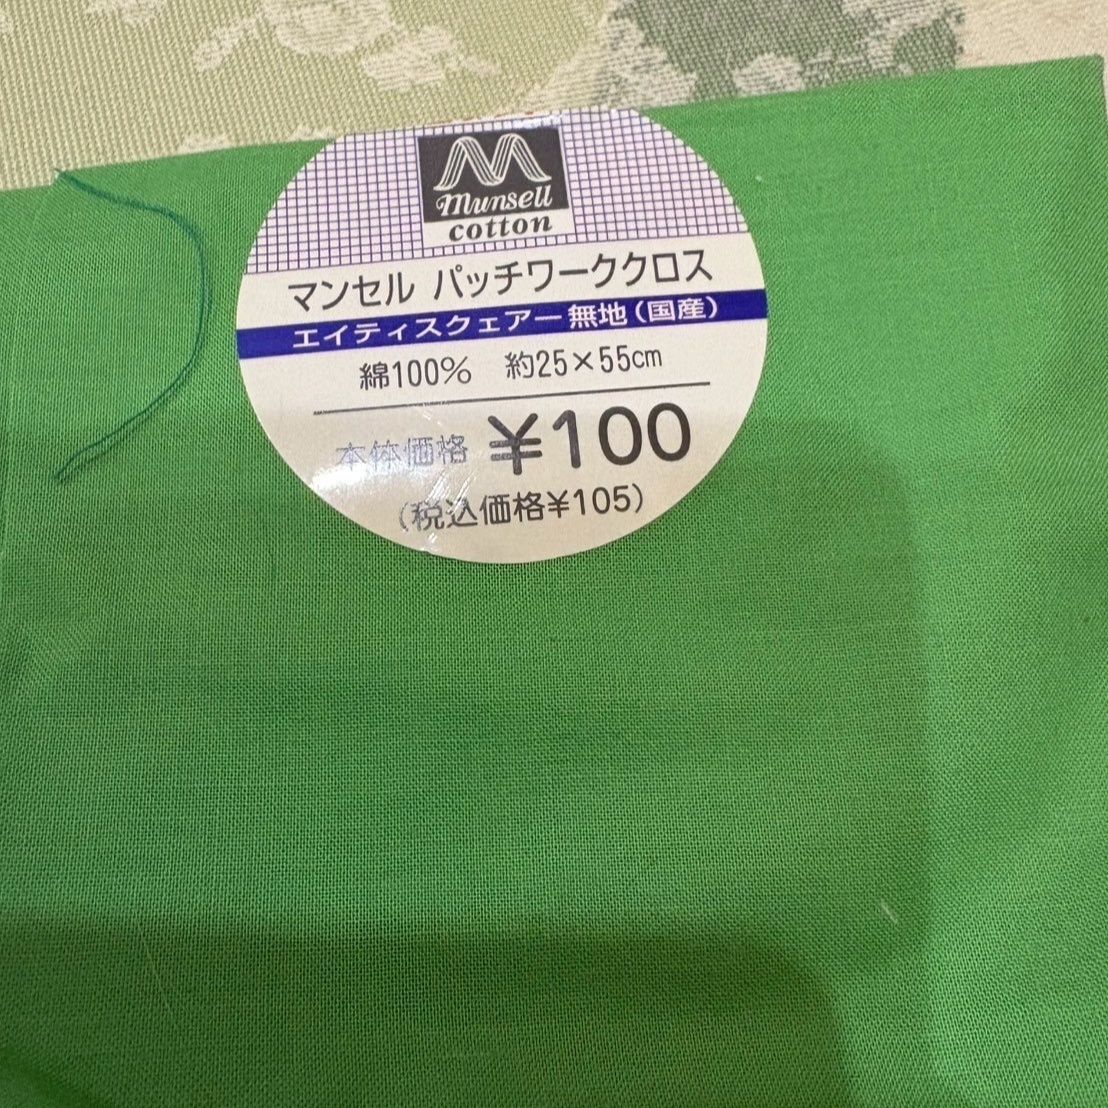 M
Munsell
cotton
マンセル パッチワーククロス
エイティスクェアー無地(国産)
綿100% 約25×55cm
本体価格 ¥100
(税込価格¥105)